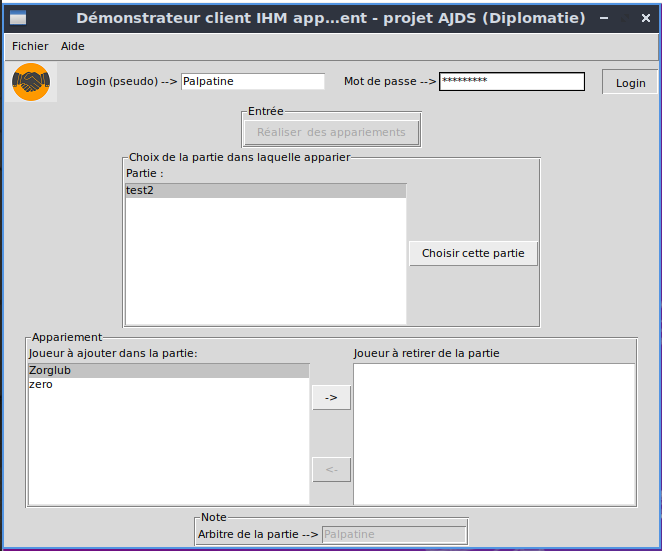 Démonstrateur client IHM app...ent - projet AJDS (Diplomatie)
Fichier Aide
Login (pseudo) --> Palpatine Mot de passe --> ********* Login
Entrée
Réaliser des appariements
Choix de la partie dans laquelle apparier
Partie :
test2
Choisir cette partie
Appariement
Joueur à ajouter dans la partie: Joueur à retirer de la partie
Zorglub
zero
->
<-
Note
Arbitre de la partie --> Palpatine